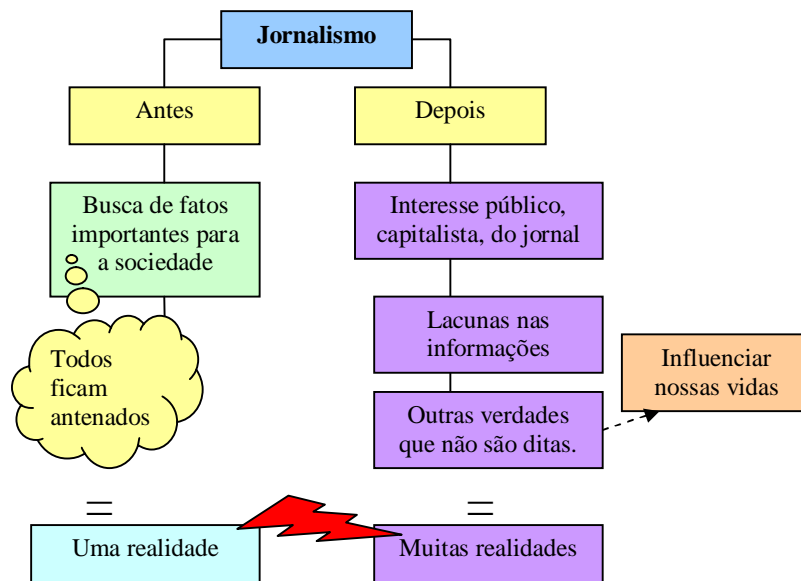 Jornalismo
Antes
Depois
Busca de fatos
importantes para
a sociedade
Interesse público,
capitalista, do jornal
Todos
ficam
antenados
Lacunas nas
informações
Influenciar
nossas vidas
Outras verdades
que não são ditas.
=
=
Uma realidade
Muitas realidades